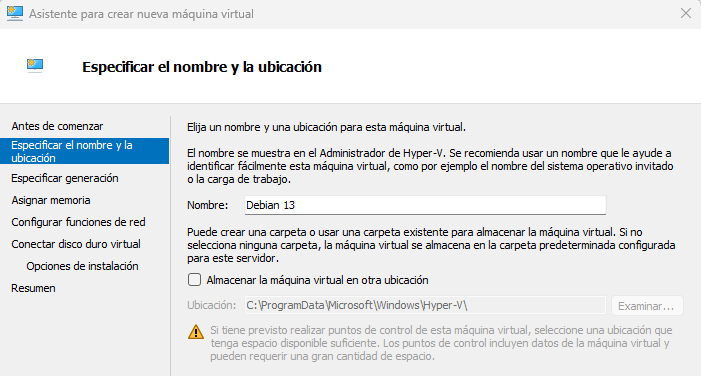 Asistente para crear nueva máquina virtual
Especificar el nombre y la ubicación
Antes de comenzar
Especificar el nombre y la
ubicación
Especificar generación
Asignar memoria
Configurar funciones de red
Conectar disco duro virtual
Opciones de instalación
Resumen
Elija un nombre y una ubicación para esta máquina virtual.
El nombre se muestra en el Administrador de Hyper-V. Se recomienda usar un nombre que le ayude a
identificar fácilmente esta máquina virtual, como por ejemplo el nombre del sistema operativo invitado
o la carga de trabajo.
Nombre: Debian 13
Puede crear una carpeta o usar una carpeta existente para almacenar la máquina virtual. Si no
selecciona ninguna carpeta, la máquina virtual se almacena en la carpeta predeterminada configurada
para este servidor.
Almacenar la máquina virtual en otra ubicación
Ubicación: C:\ProgramData\Microsoft\Windows\Hyper-V\ Examinar...
Si tiene previsto realizar puntos de control de esta máquina virtual, seleccione una ubicación que
tenga espacio disponible suficiente. Los puntos de control incluyen datos de la máquina virtual y
pueden requerir una gran cantidad de espacio.